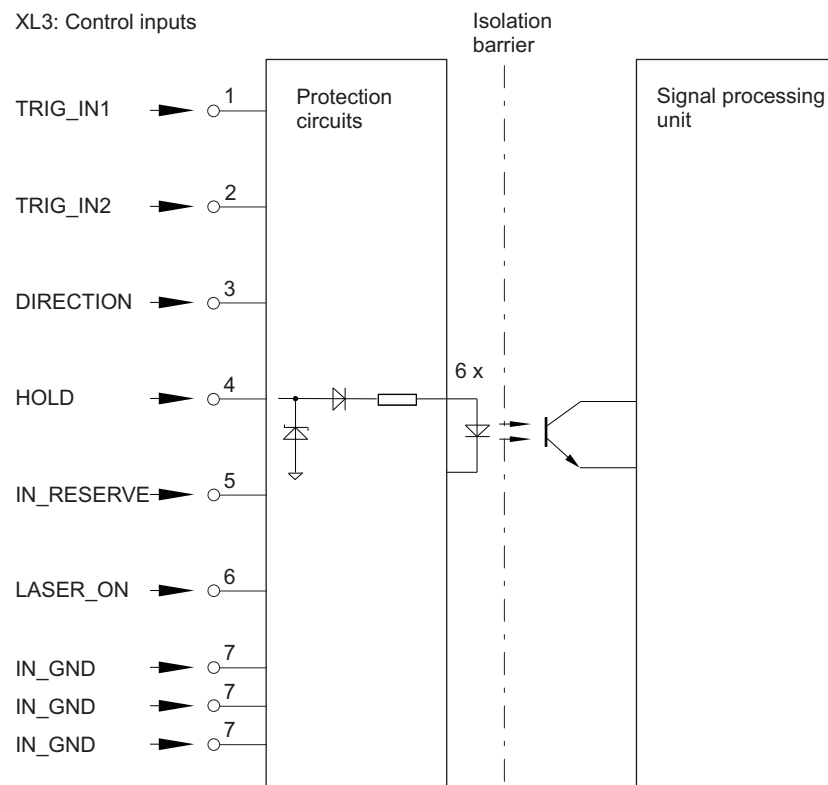 XL3: Control inputs
Isolation
barrier
Protection
circuits
Signal processing
unit
TRIG_IN1 1
TRIG_IN2 2
DIRECTION 3
HOLD 4
6 x
IN_RESERVE 5
LASER_ON 6
IN_GND 7
IN_GND 7
IN_GND 7